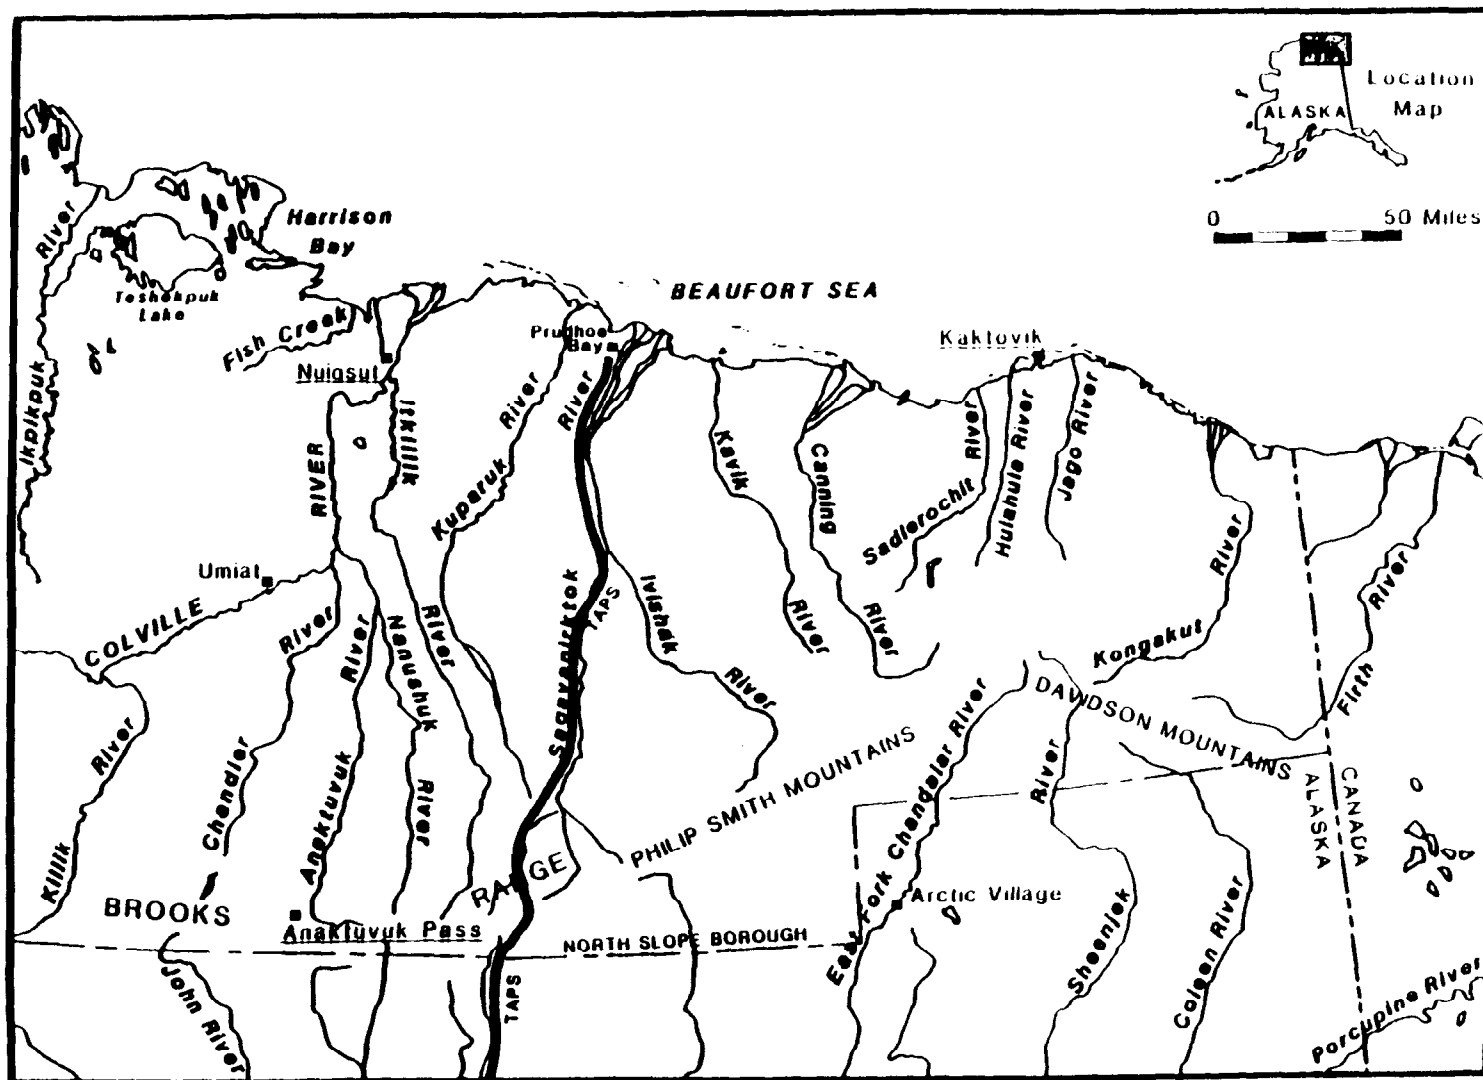 Location
Map
ALASKA
0 50 Miles
Harrison
Bay
River
Teshekpuk
Lake
BEAUFORT SEA
Fish Creek
Prudhoe
Bay
Kaktovik
Nuiqsut
Ikpikpuk
RIVER
Itkillik
River
Kuparuk
River
River
Kavik
River
Canning
River
River
Sadlerochit
Hulahula River
Jago River
River
Kongakut
River
Firth
Umiat
COLVILLE
River
Chandler
River
Anaktuvuk
Nanushuk
River
Sagavanirktok
TAPS
Ivishak
River
River
Killik
DAVIDSON MOUNTAINS
PHILIP SMITH MOUNTAINS
East Fork Chandalar River
River
Sheenjek
CANADA
ALASKA
BROOKS
RANGE
Arctic Village
Anaktuvuk Pass
NORTH SLOPE BOROUGH
John River
TAPS
Coleen River
Porcupine River